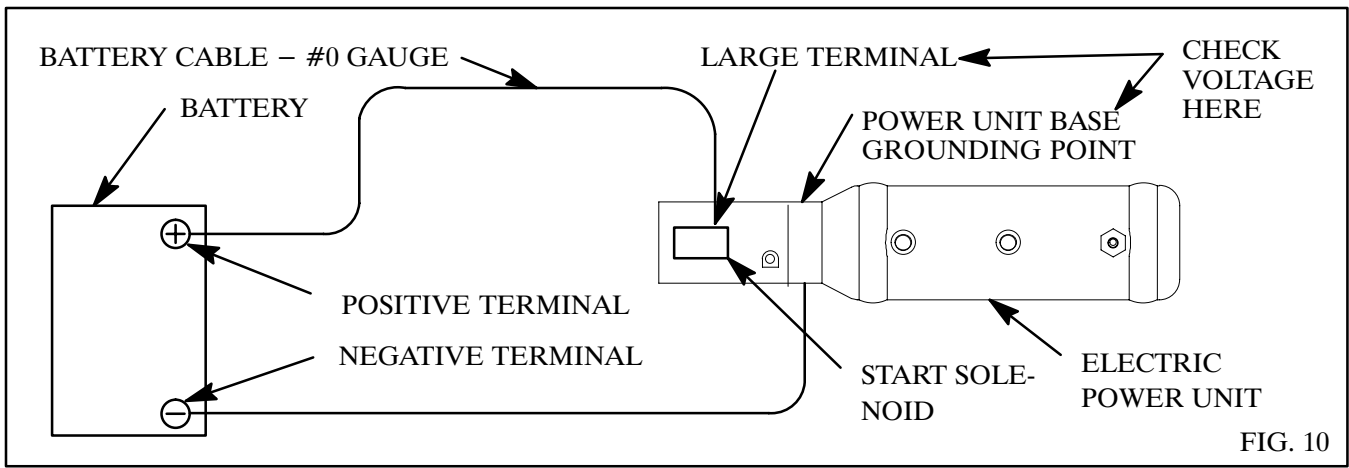 BATTERY CABLE – #0 GAUGE
BATTERY
LARGE TERMINAL
CHECK
VOLTAGE
HERE
POWER UNIT BASE
GROUNDING POINT
+
POSITIVE TERMINAL
NEGATIVE TERMINAL
−
START SOLE-
NOID
ELECTRIC
POWER UNIT
FIG. 10